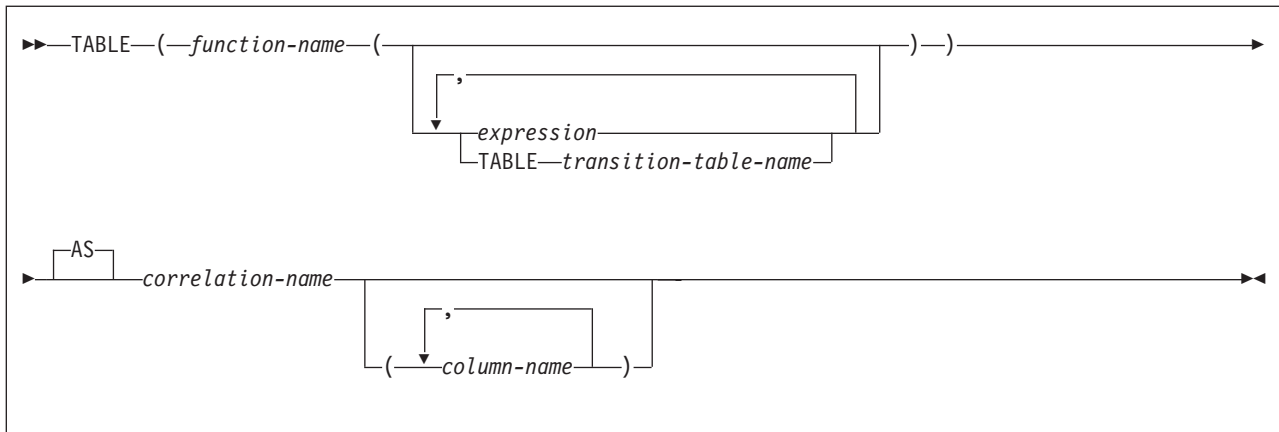 TABLE ( function-name ( ) )
,
expression
TABLE transition-table-name
AS
correlation-name
,
( column-name )